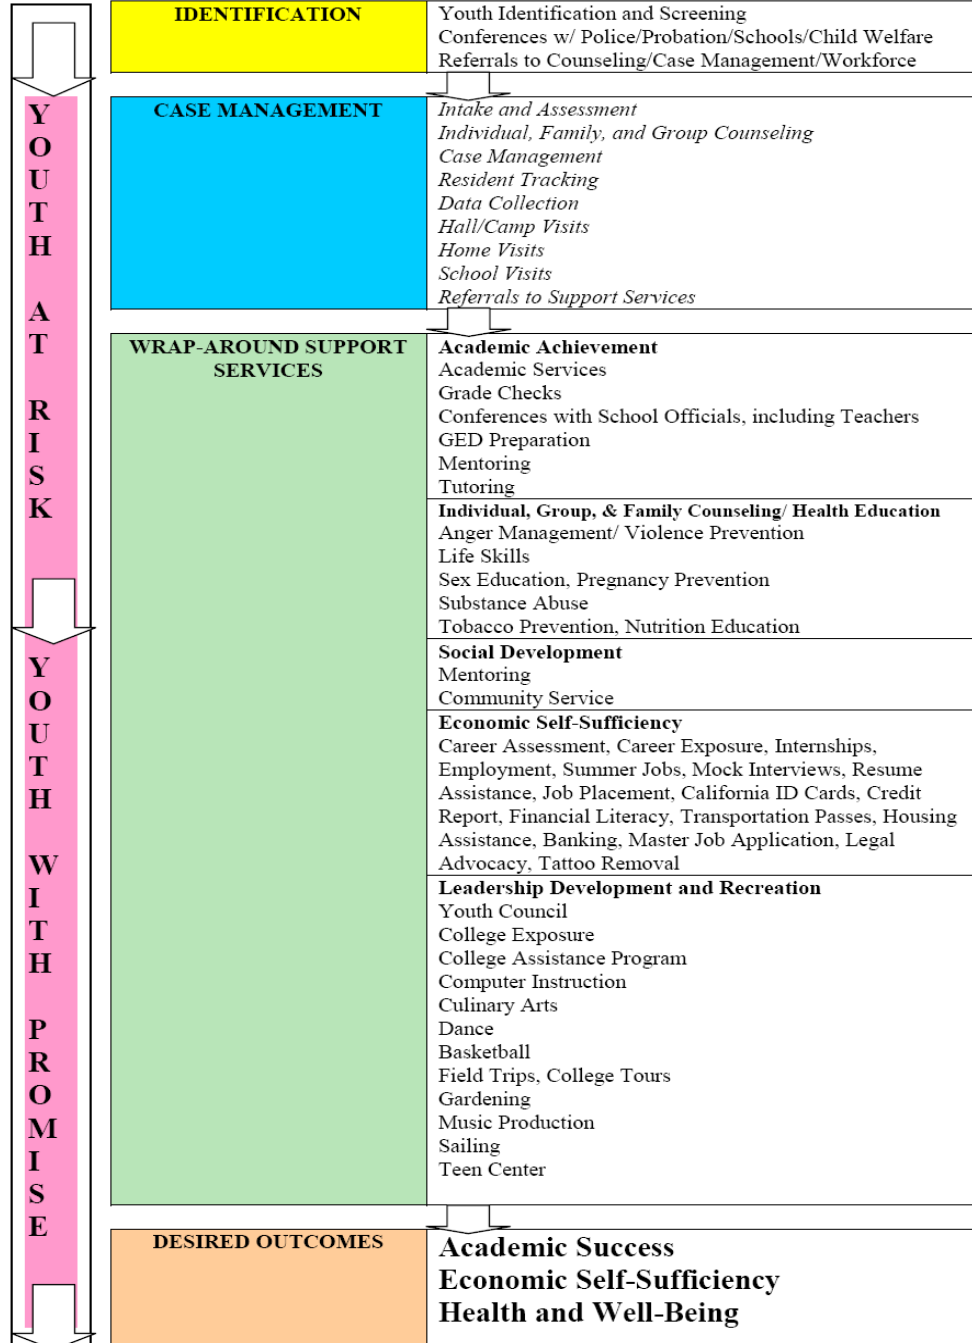 IDENTIFICATION
Youth Identification and Screening
Conferences w/ Police/Probation/Schools/Child Welfare
Referrals to Counseling/Case Management/Workforce
YOUTH AT RISK
CASE MANAGEMENT
Intake and Assessment
Individual, Family, and Group Counseling
Case Management
Resident Tracking
Data Collection
Hall/Camp Visits
Home Visits
School Visits
Referrals to Support Services
WRAP-AROUND SUPPORT
SERVICES
Academic Achievement
Academic Services
Grade Checks
Conferences with School Officials, including Teachers
GED Preparation
Mentoring
Tutoring
Individual, Group, & Family Counseling/ Health Education
Anger Management/ Violence Prevention
Life Skills
Sex Education, Pregnancy Prevention
Substance Abuse
Tobacco Prevention, Nutrition Education
YOUTH WITH PROMISE
Social Development
Mentoring
Community Service
Economic Self-Sufficiency
Career Assessment, Career Exposure, Internships,
Employment, Summer Jobs, Mock Interviews, Resume
Assistance, Job Placement, California ID Cards, Credit
Report, Financial Literacy, Transportation Passes, Housing
Assistance, Banking, Master Job Application, Legal
Advocacy, Tattoo Removal
Leadership Development and Recreation
Youth Council
College Exposure
College Assistance Program
Computer Instruction
Culinary Arts
Dance
Basketball
Field Trips, College Tours
Gardening
Music Production
Sailing
Teen Center
DESIRED OUTCOMES
Academic Success
Economic Self-Sufficiency
Health and Well-Being